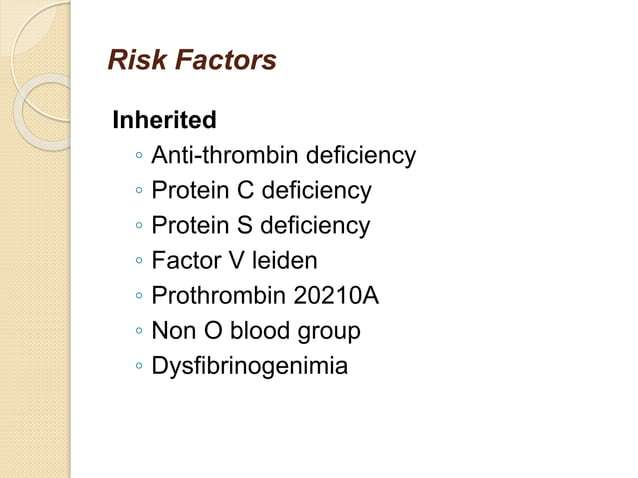 Risk Factors
Inherited
◦ Anti-thrombin deficiency
◦ Protein C deficiency
◦ Protein S deficiency
◦ Factor V leiden
◦ Prothrombin 20210A
◦ Non O blood group
◦ Dysfibrinogenimia